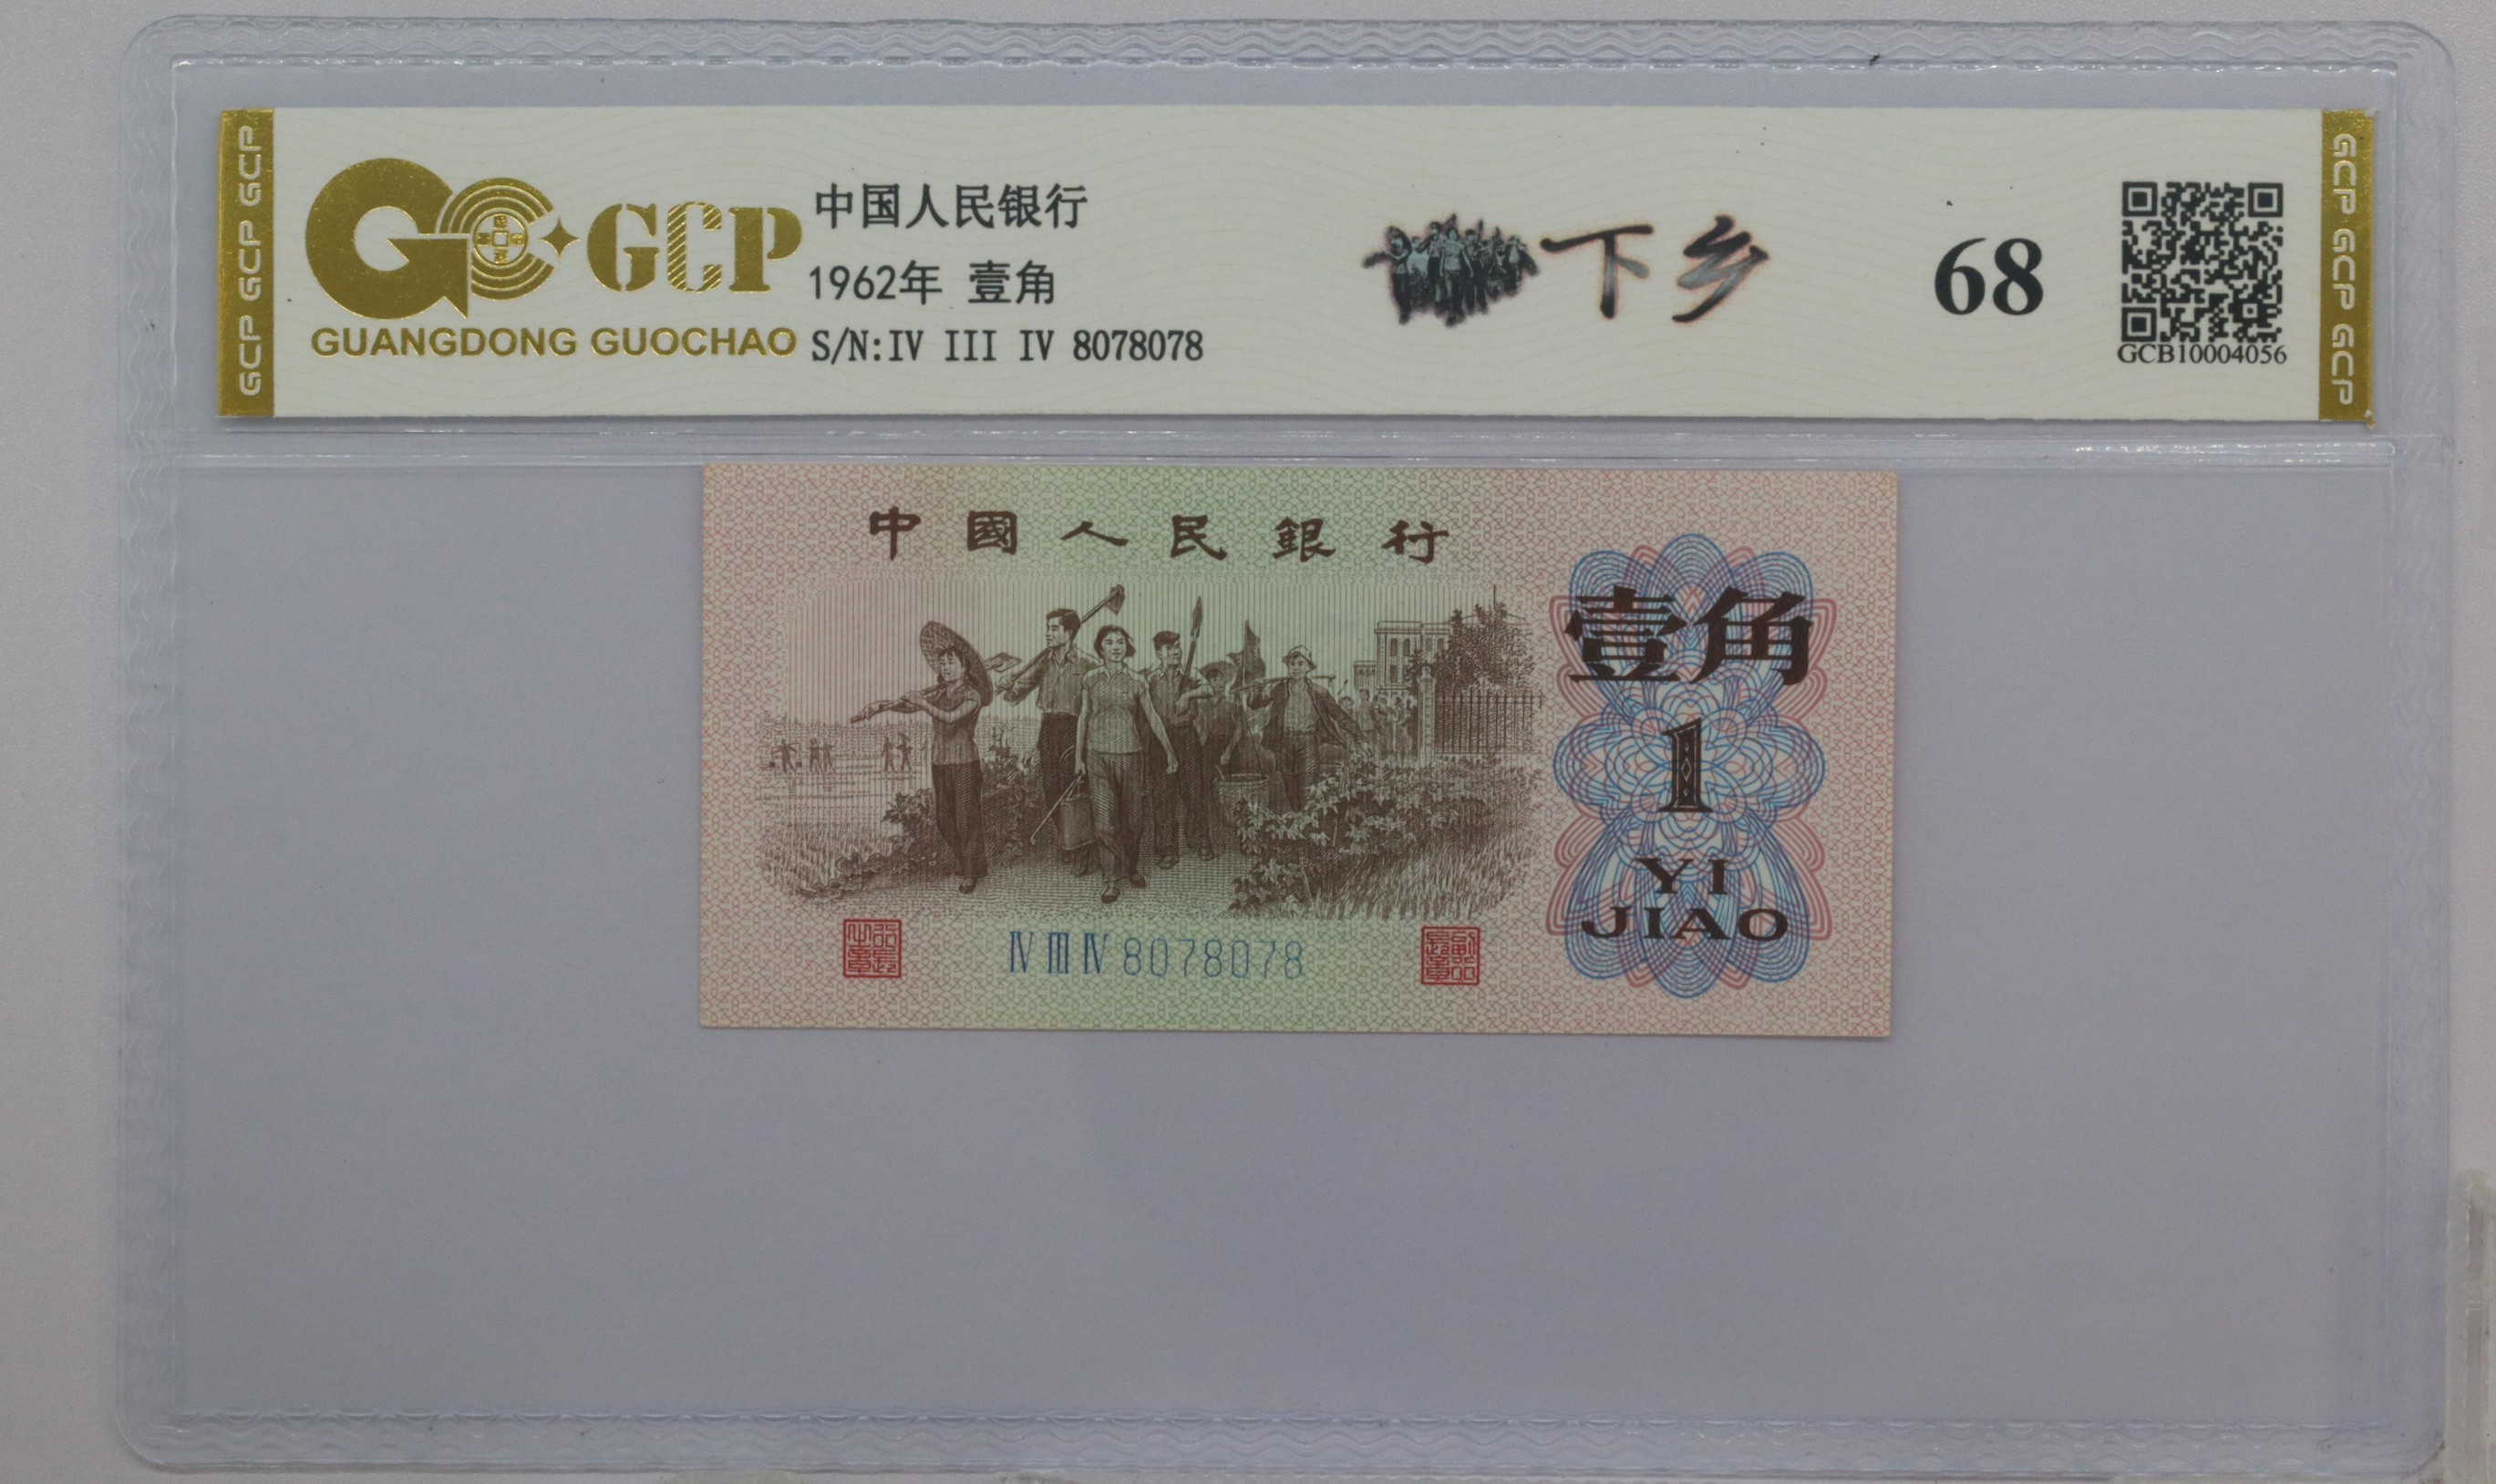 GCP GCP GCP
GCP
GUANGDONG GUOCHAO
中国人民银行
1962年 壹角
S/N:IV III IV 8078078
下乡
68
GCB10004056
GCP GCP GCP
中國人民銀行
壹角
1
YI
JIAO
Ⅳ Ⅲ Ⅳ 8078078